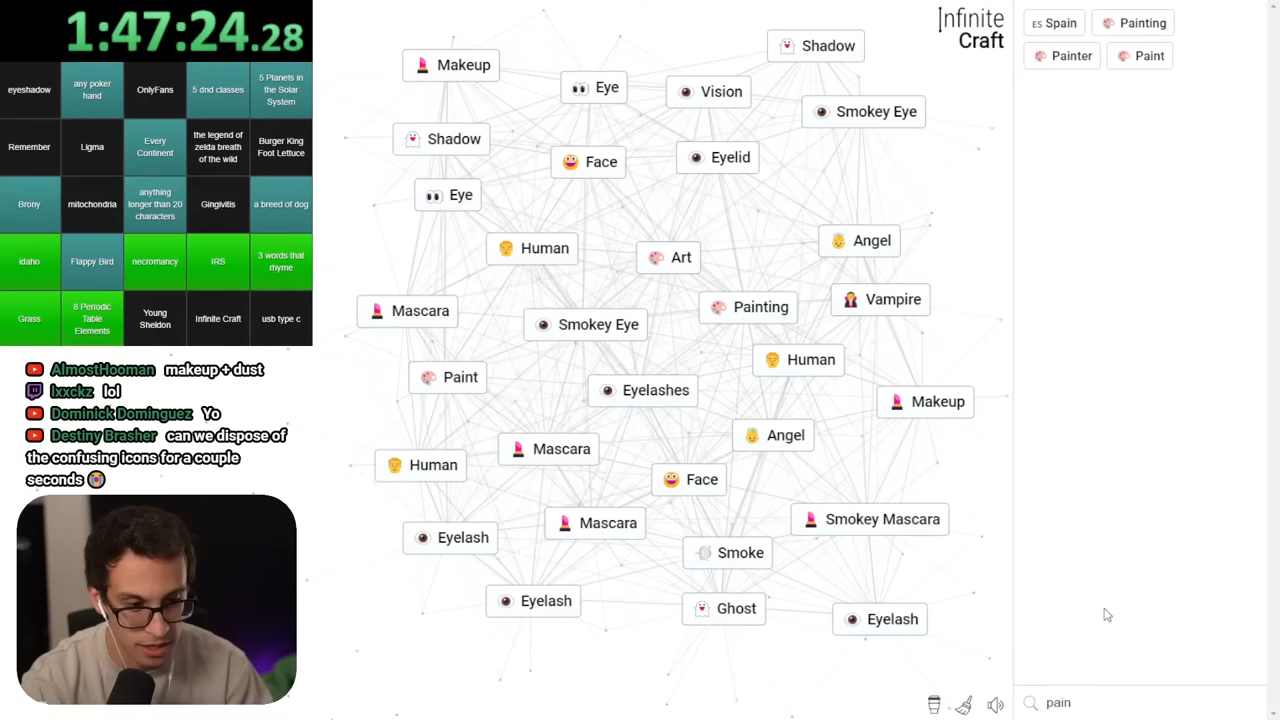 1:47:24.28
eyeshadow
any poker
hand
OnlyFans
5 dnd classes
5 Planets in
the Solar
System
Remember
Ligma
Every
Continent
the legend of
zelda breath
of the wild
Burger King
Foot Lettuce
Brony
mitochondria
anything
longer than 20
characters
Gingivitis
a breed of dog
idaho
Flappy Bird
necromancy
IRS
3 words that
rhyme
Grass
8 Periodic
Table
Elements
Young
Sheldon
Infinite Craft
usb type c
AlmostHooman makeup + dust
lxxckz lol
Dominick Dominguez Yo
Destiny Brasher can we dispose of
the confusing icons for a couple
seconds
Infinite
Craft
Shadow
Makeup
Eye
Vision
Smokey Eye
Shadow
Face
Eyelid
Eye
Human
Art
Angel
Mascara
Smokey Eye
Painting
Vampire
Paint
Eyelashes
Human
Makeup
Human
Mascara
Angel
Face
Eyelash
Mascara
Smoke
Smokey Mascara
Eyelash
Ghost
Eyelash
ES Spain
Painting
Painter
Paint
pain